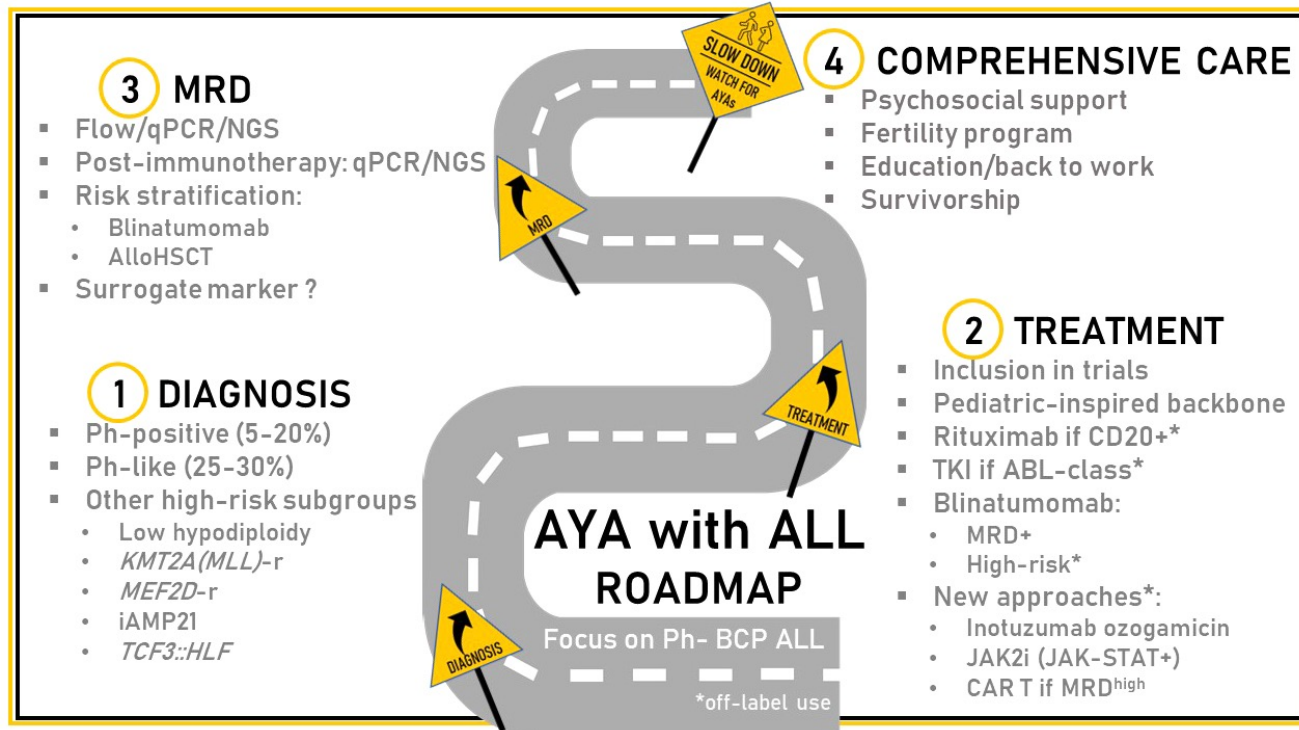 3 MRD
▪ Flow/qPCR/NGS
▪ Post-immunotherapy: qPCR/NGS
▪ Risk stratification:
• Blinatumomab
• AlloHSCT
▪ Surrogate marker ?
SLOW DOWN
WATCH FOR
AYAs
4 COMPREHENSIVE CARE
▪ Psychosocial support
▪ Fertility program
▪ Education/back to work
▪ Survivorship
MRD
1 DIAGNOSIS
▪ Ph-positive (5-20%)
▪ Ph-like (25-30%)
▪ Other high-risk subgroups
• Low hypodiploidy
• KMT2A(MLL)-r
• MEF2D-r
• iAMP21
• TCF3::HLF
TREATMENT
2 TREATMENT
▪ Inclusion in trials
▪ Pediatric-inspired backbone
▪ Rituximab if CD20+*
▪ TKI if ABL-class*
▪ Blinatumomab:
• MRD+
• High-risk*
▪ New approaches*:
• Inotuzumab ozogamicin
• JAK2i (JAK-STAT+)
• CAR T if MRDhigh
AYA with ALL
ROADMAP
DIAGNOSIS
Focus on Ph- BCP ALL
*off-label use